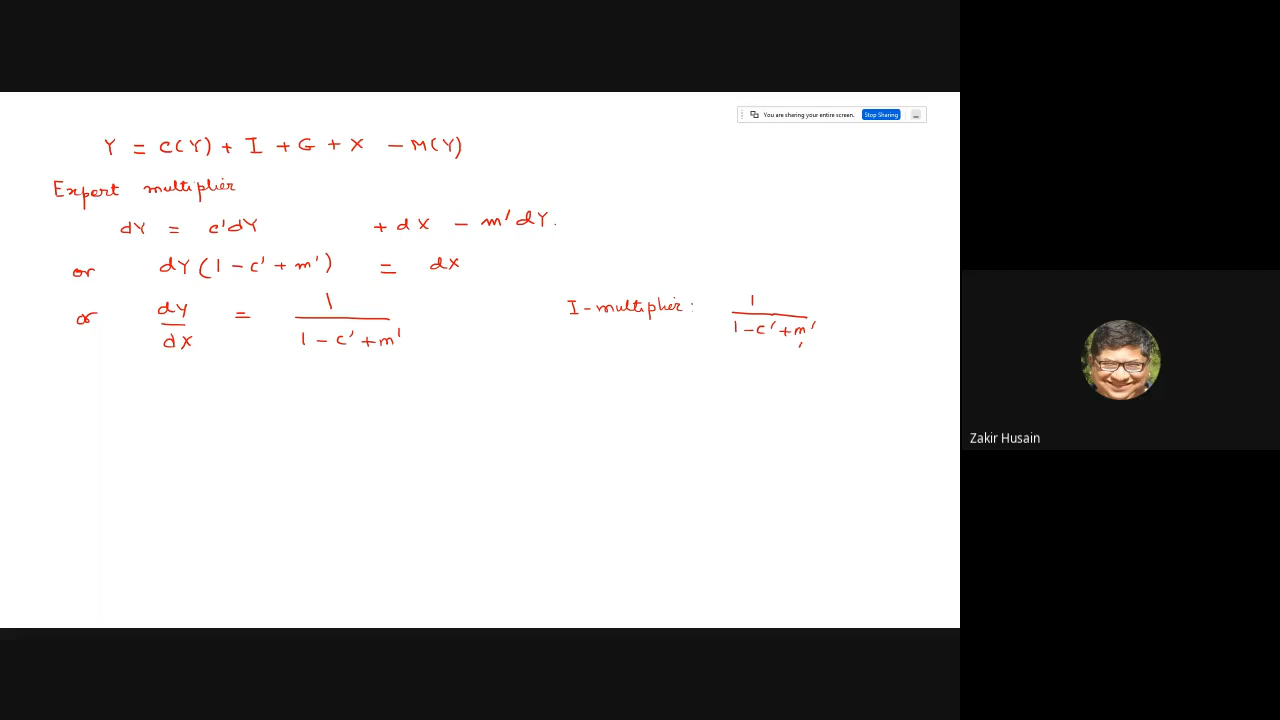 You are sharing your entire screen. Stop Sharing
Y = C(Y) + I + G + X - M(Y)
Expert multiplier
dY = c'dY + dX - m'dY.
or dY(1 - c' + m') = dX
or dY/dX = 1/(1 - c' + m')
I-multiplier: 1/(1 - c' + m')
Zakir Husain